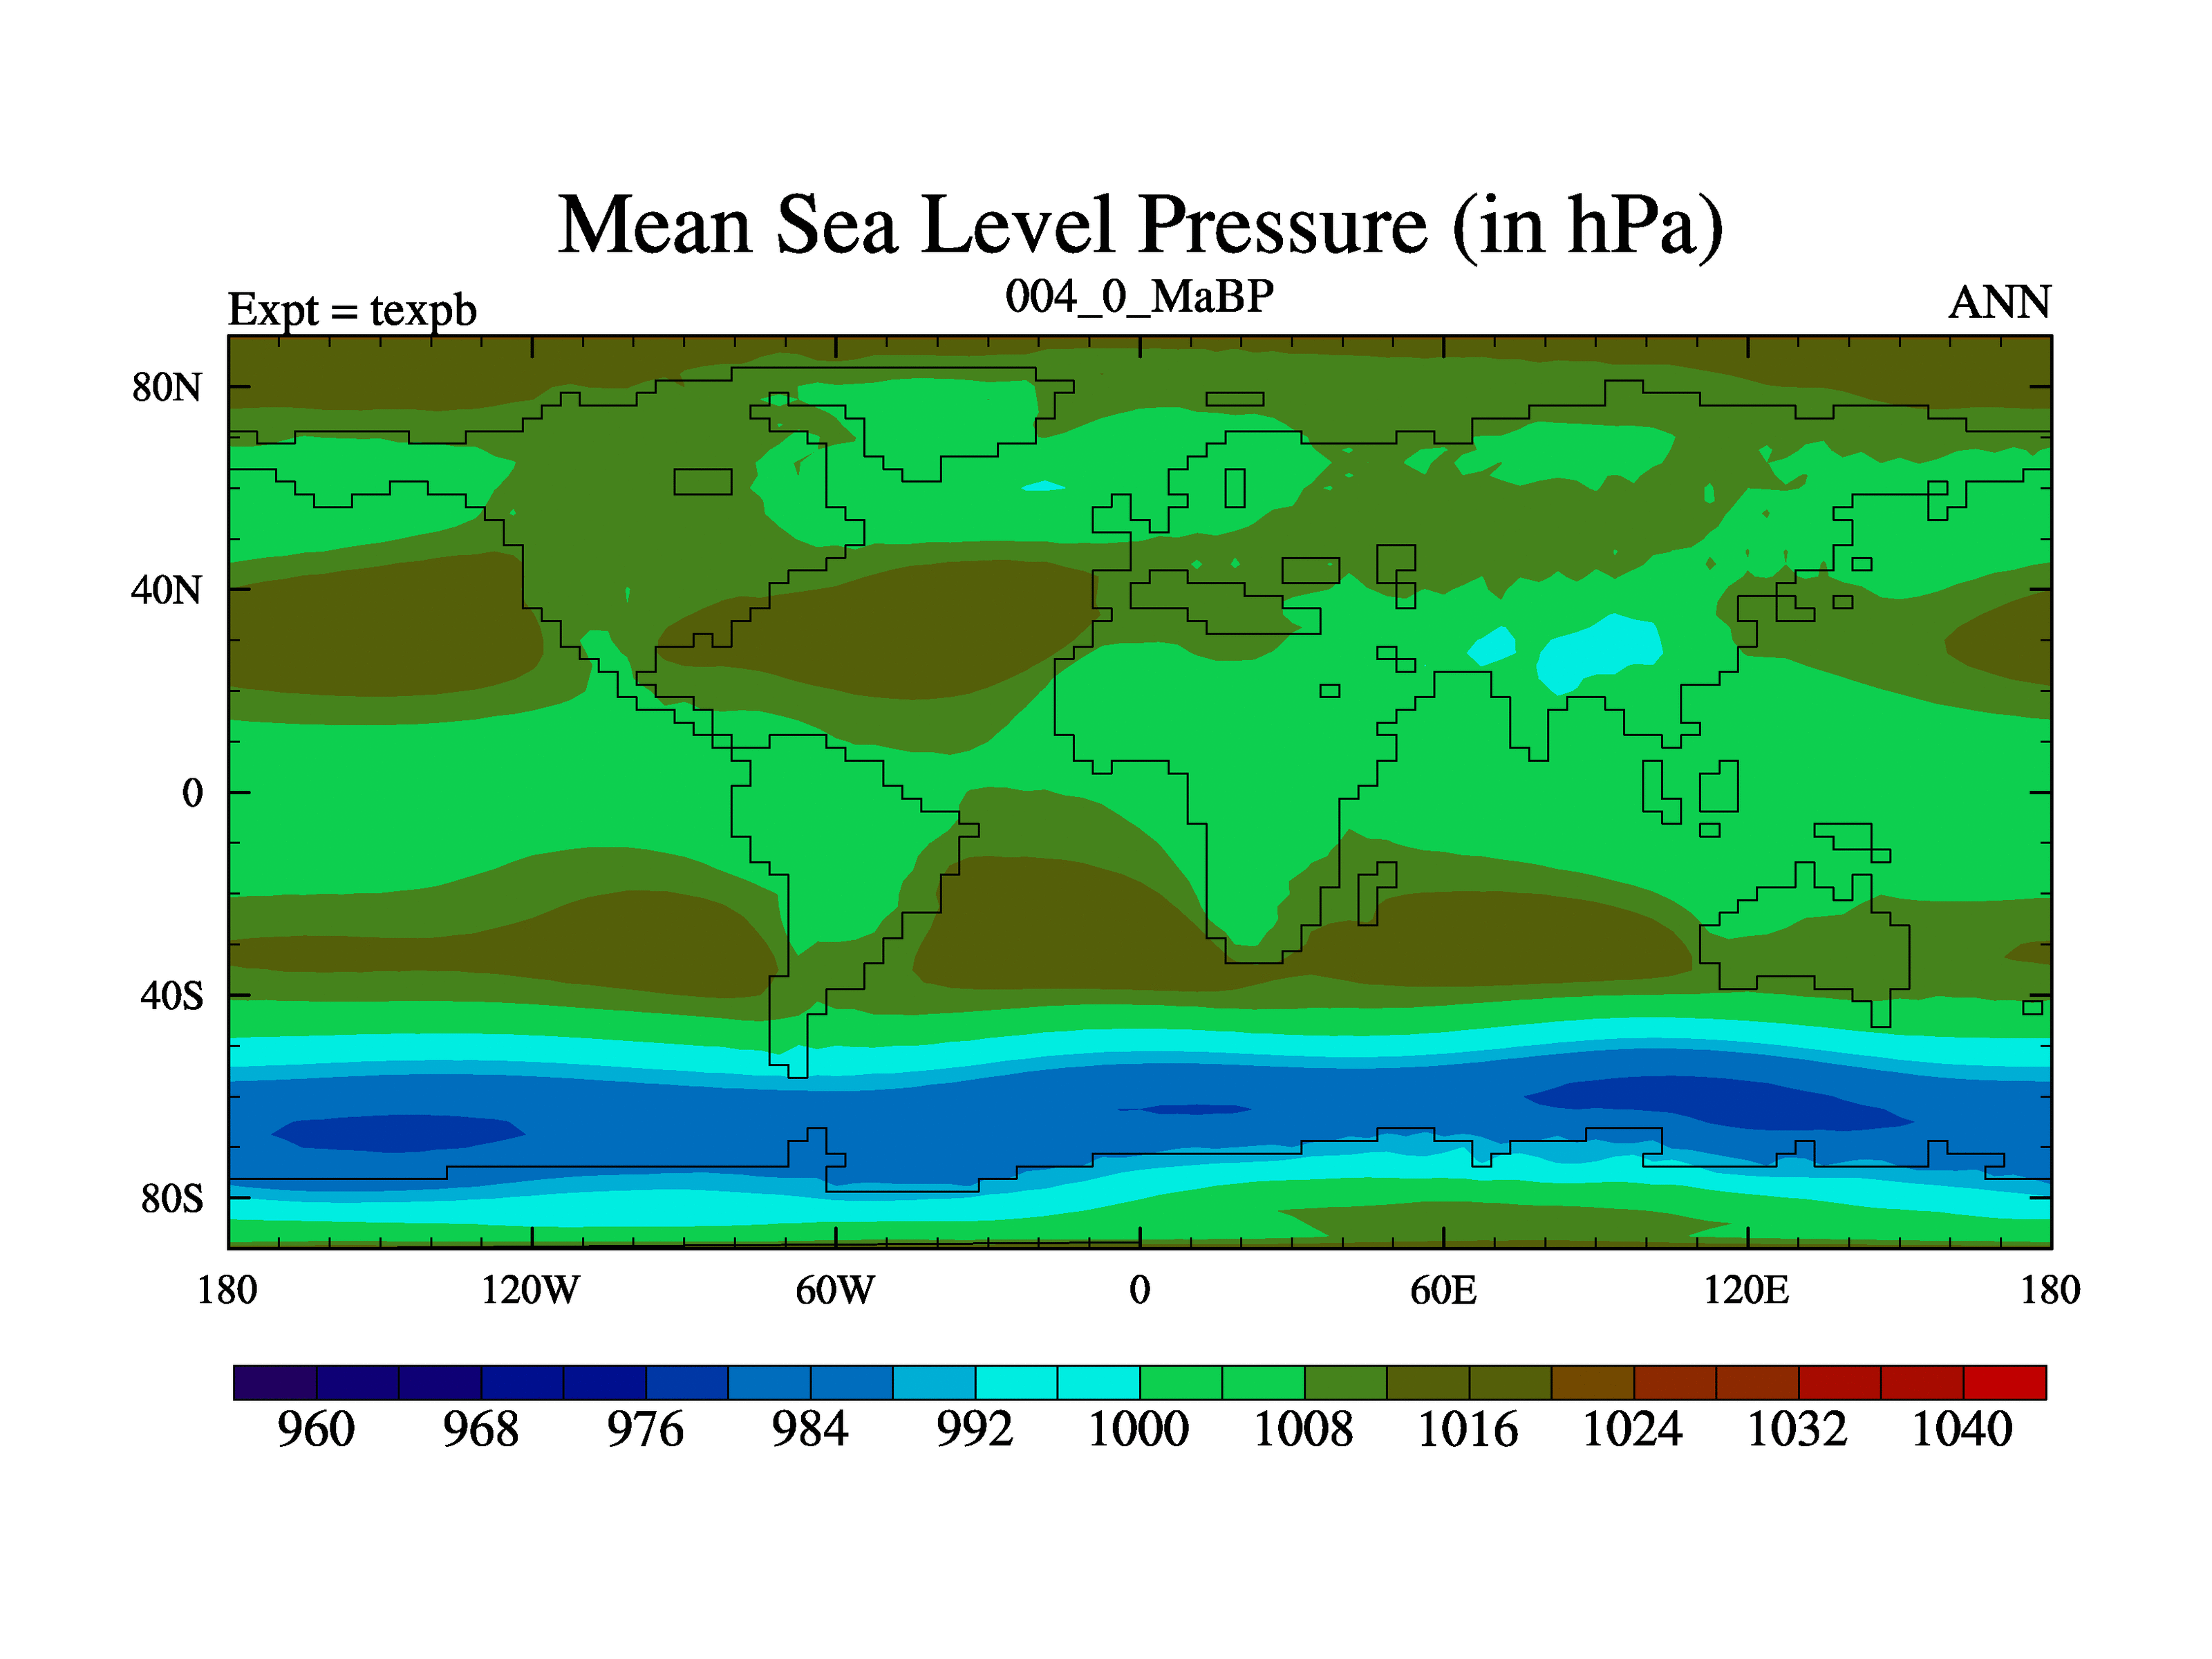 Mean Sea Level Pressure (in hPa)
Expt = texpb 004_0_MaBP ANN
80N
40N
0
40S
80S
180 120W 60W 0 60E 120E 180
960 968 976 984 992 1000 1008 1016 1024 1032 1040